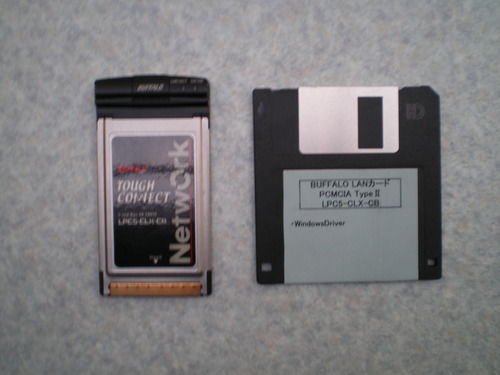 BUFFALO
TOUGH
CONNECT
LPC5-CLX-CB
Network
BUFFALO LANカード
PCMCIA Type II
LPC5-CLX-CB
・WindowsDriver